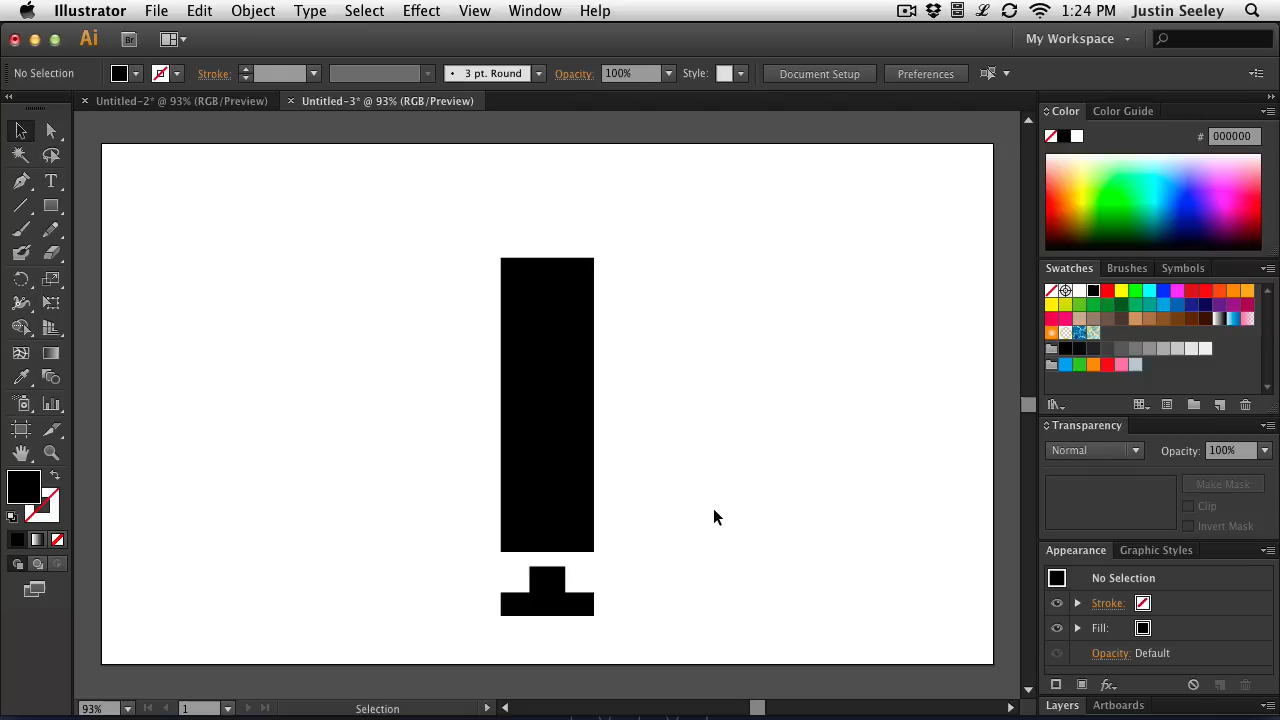 Illustrator File Edit Object Type Select Effect View Window Help 1:24 PM Justin Seeley
Ai Br My Workspace
No Selection Stroke: 3 pt. Round Opacity: 100% Style: Document Setup Preferences
Untitled-2* @ 93% (RGB/Preview) Untitled-3* @ 93% (RGB/Preview)
Color Color Guide
# 000000
Swatches Brushes Symbols
Transparency
Normal Opacity: 100%
Make Mask
Clip
Invert Mask
Appearance Graphic Styles
No Selection
Stroke:
Fill:
Opacity: Default
fx
Layers Artboards
93% 1 Selection